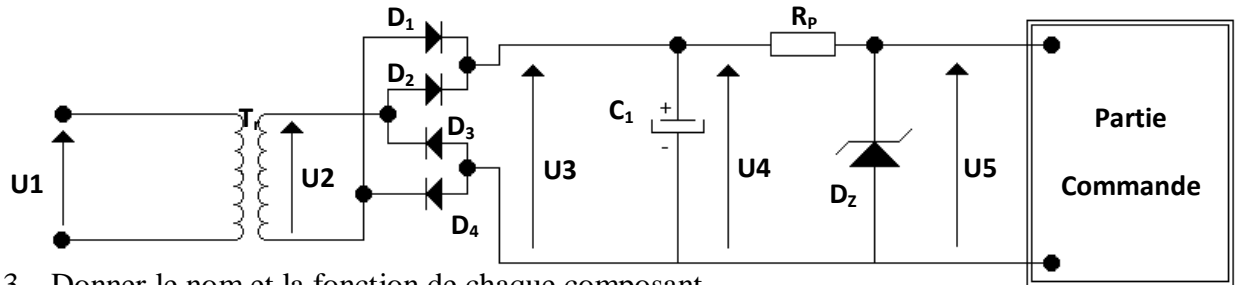 D1
RP
D2
C1
+
-
Tr
D3
D4
U1
U2
U3
U4
DZ
U5
Partie
Commande
3. Donner le nom et la fonction de chaque composant